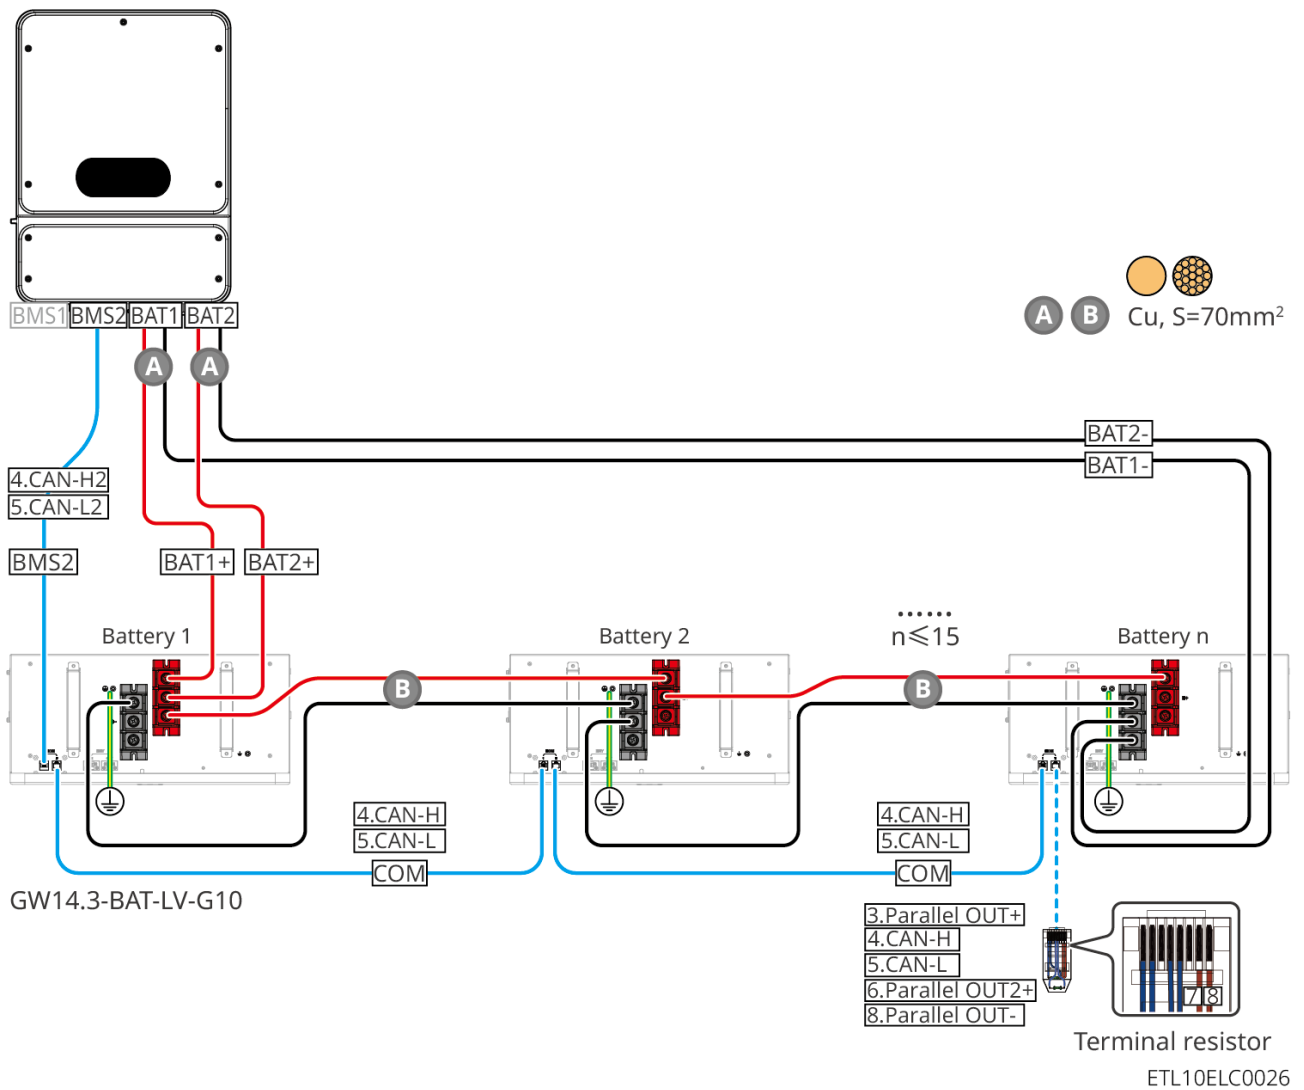 BMS1 BMS2 BAT1 BAT2
A A
A B Cu, S=70mm²
BAT2-
BAT1-
4.CAN-H2
5.CAN-L2
BMS2 BAT1+ BAT2+
......
n≤15
Battery 1 Battery 2 Battery n
B B
4.CAN-H 4.CAN-H
5.CAN-L 5.CAN-L
COM COM
GW14.3-BAT-LV-G10
3.Parallel OUT+
4.CAN-H
5.CAN-L
6.Parallel OUT2+
8.Parallel OUT-
7 8
Terminal resistor
ETL10ELC0026